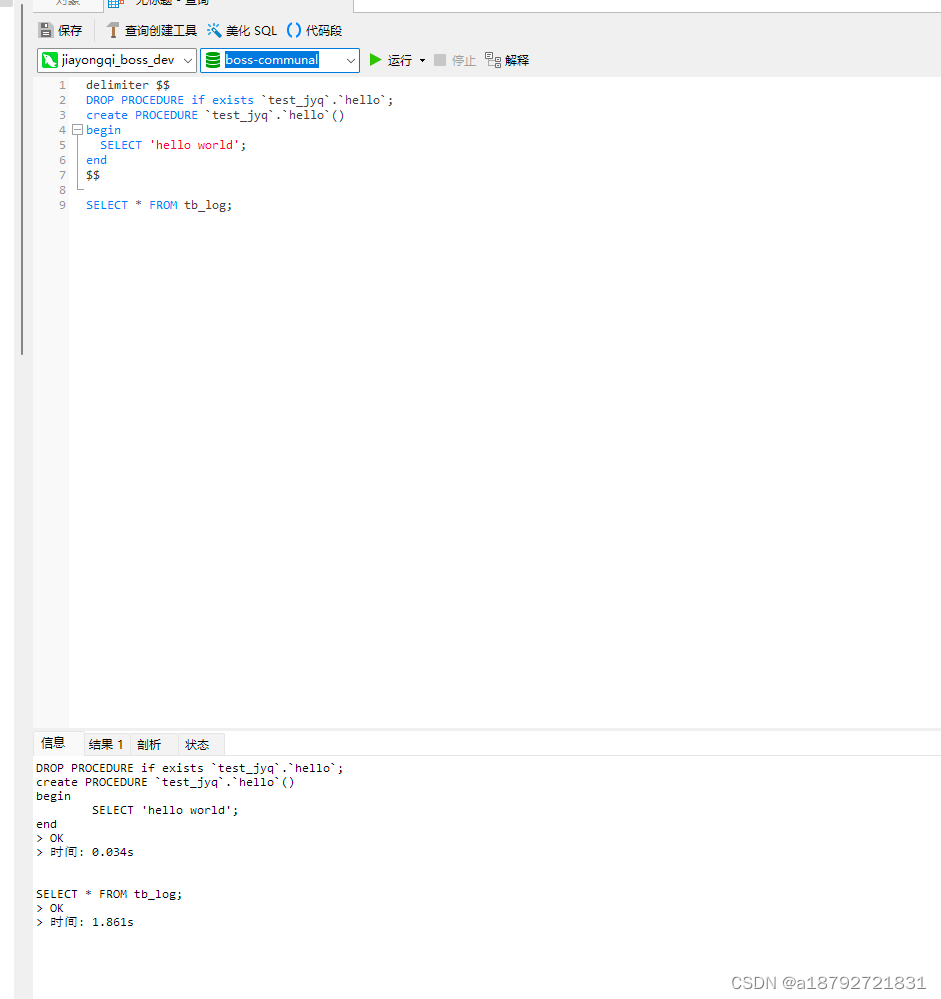 对象 无标题 - 查询
保存 查询创建工具 美化 SQL 代码段
jiayongqi_boss_dev boss-communal 运行 停止 解释
1 delimiter $$
2 DROP PROCEDURE if exists `test_jyq`.`hello`;
3 create PROCEDURE `test_jyq`.`hello`()
4 begin
5 SELECT 'hello world';
6 end
7 $$
8
9 SELECT * FROM tb_log;
信息 结果 1 剖析 状态
DROP PROCEDURE if exists `test_jyq`.`hello`;
create PROCEDURE `test_jyq`.`hello`()
begin
SELECT 'hello world';
end
> OK
> 时间: 0.034s
SELECT * FROM tb_log;
> OK
> 时间: 1.861s
CSDN @a18792721831